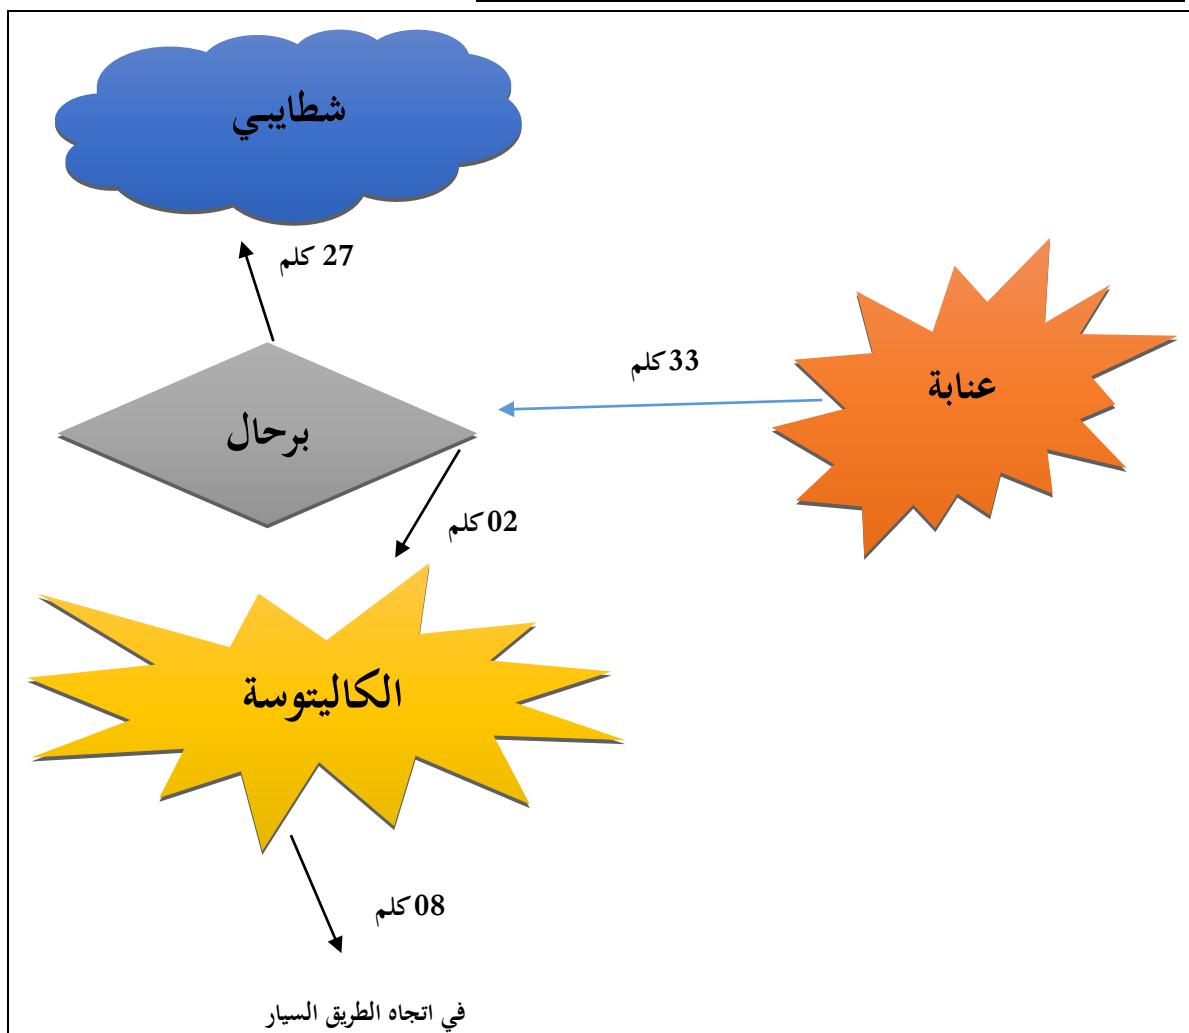 شطايبي
27 كلم
33 كلم
عنابة
برحال
02 كلم
الكاليتوسة
08 كلم
في اتجاه الطريق السيار